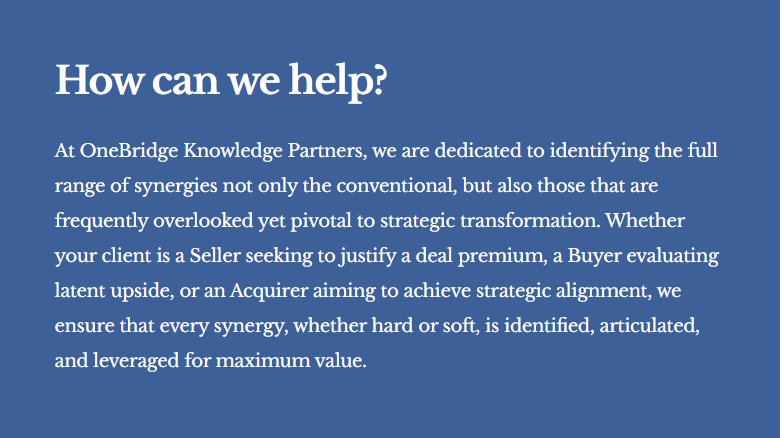 How can we help?
At OneBridge Knowledge Partners, we are dedicated to identifying the full
range of synergies not only the conventional, but also those that are
frequently overlooked yet pivotal to strategic transformation. Whether
your client is a Seller seeking to justify a deal premium, a Buyer evaluating
latent upside, or an Acquirer aiming to achieve strategic alignment, we
ensure that every synergy, whether hard or soft, is identified, articulated,
and leveraged for maximum value.